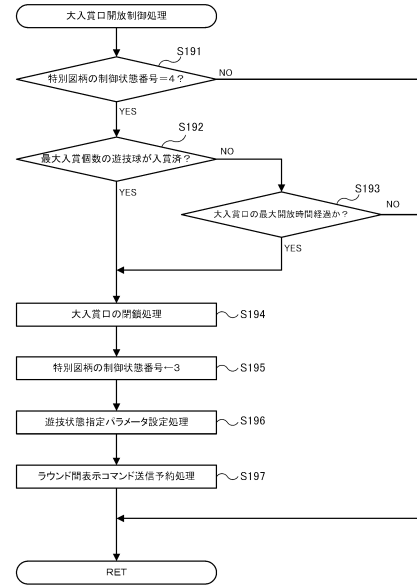 大入賞口開放制御処理
S191
特別図柄の制御状態番号＝4？
NO
YES
S192
最大入賞個数の遊技球が入賞済？
NO
YES
S193
大入賞口の最大開放時間経過か？
NO
YES
大入賞口の閉鎖処理
S194
特別図柄の制御状態番号←3
S195
遊技状態指定パラメータ設定処理
S196
ラウンド間表示コマンド送信予約処理
S197
RET